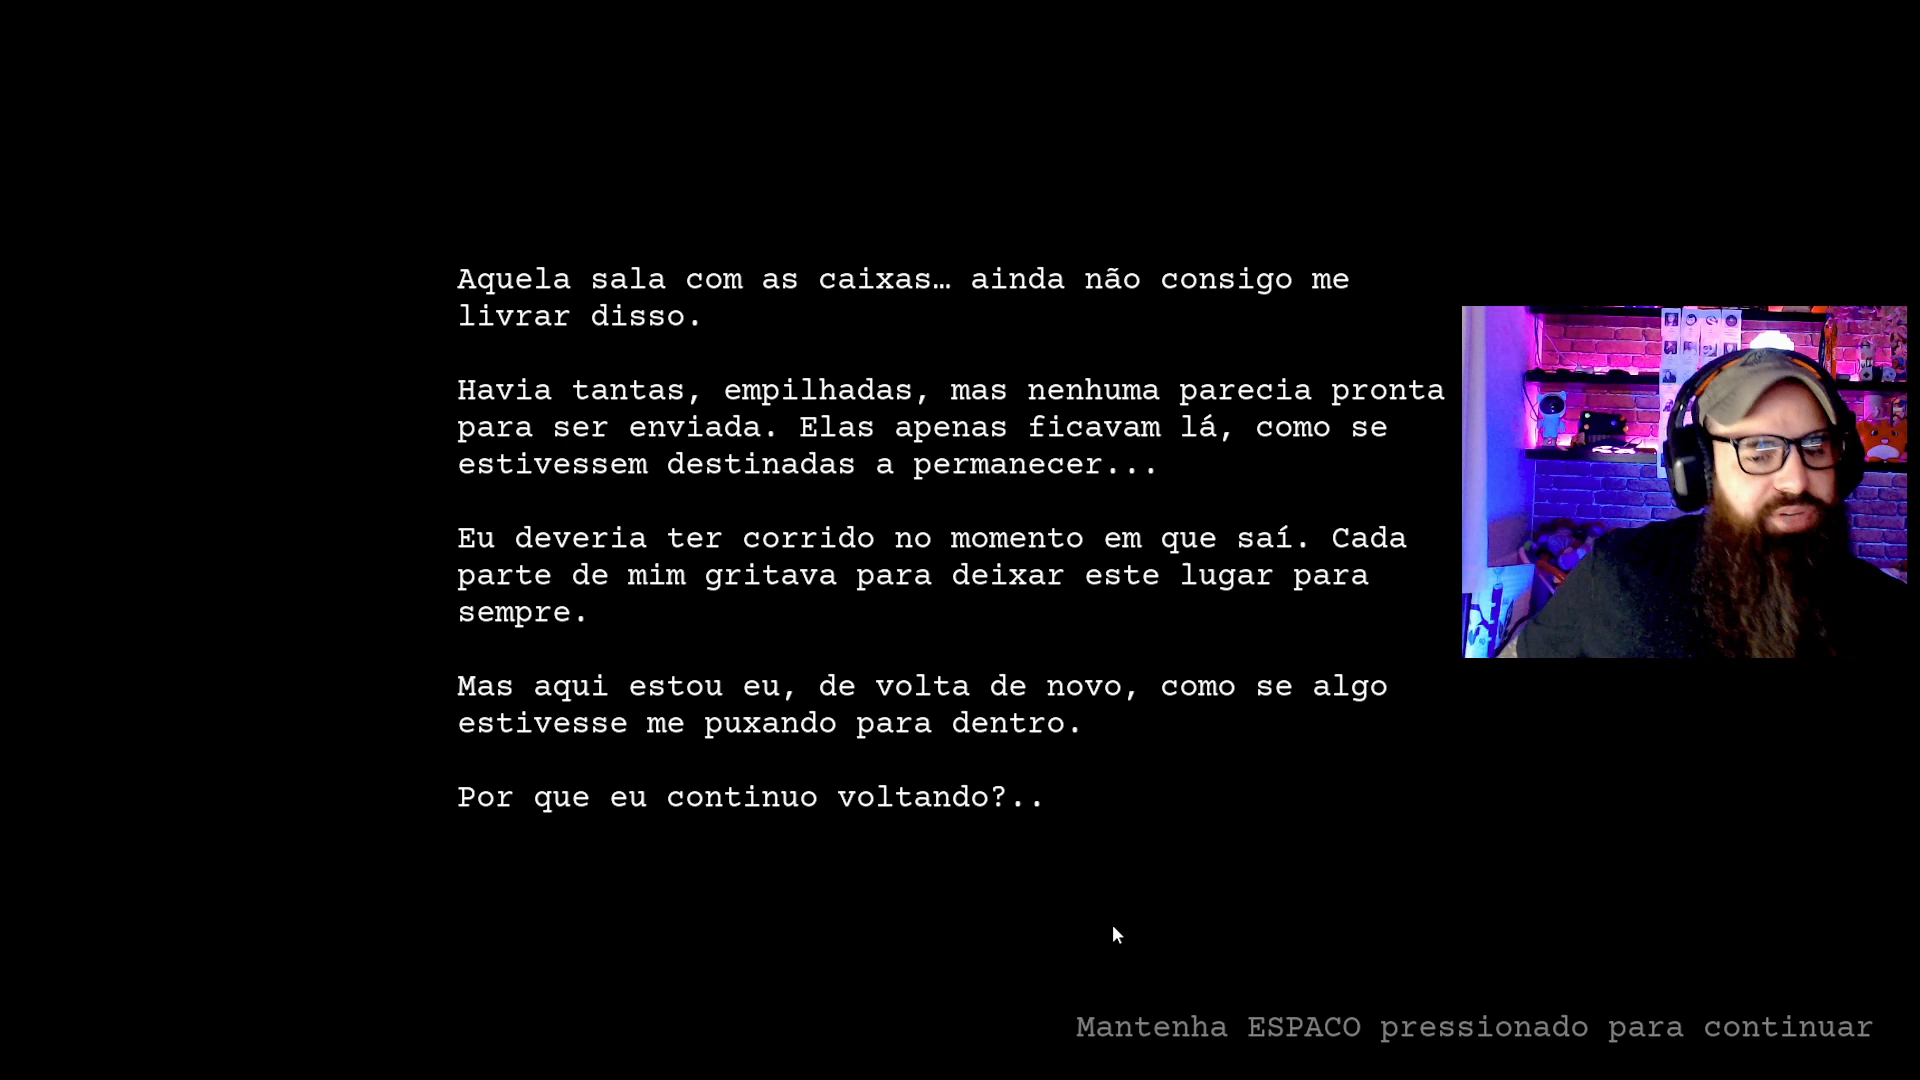 Aquela sala com as caixas… ainda não consigo me
livrar disso.
Havia tantas, empilhadas, mas nenhuma parecia pronta
para ser enviada. Elas apenas ficavam lá, como se
estivessem destinadas a permanecer...
Eu deveria ter corrido no momento em que saí. Cada
parte de mim gritava para deixar este lugar para
sempre.
Mas aqui estou eu, de volta de novo, como se algo
estivesse me puxando para dentro.
Por que eu continuo voltando?..
Mantenha ESPACO pressionado para continuar